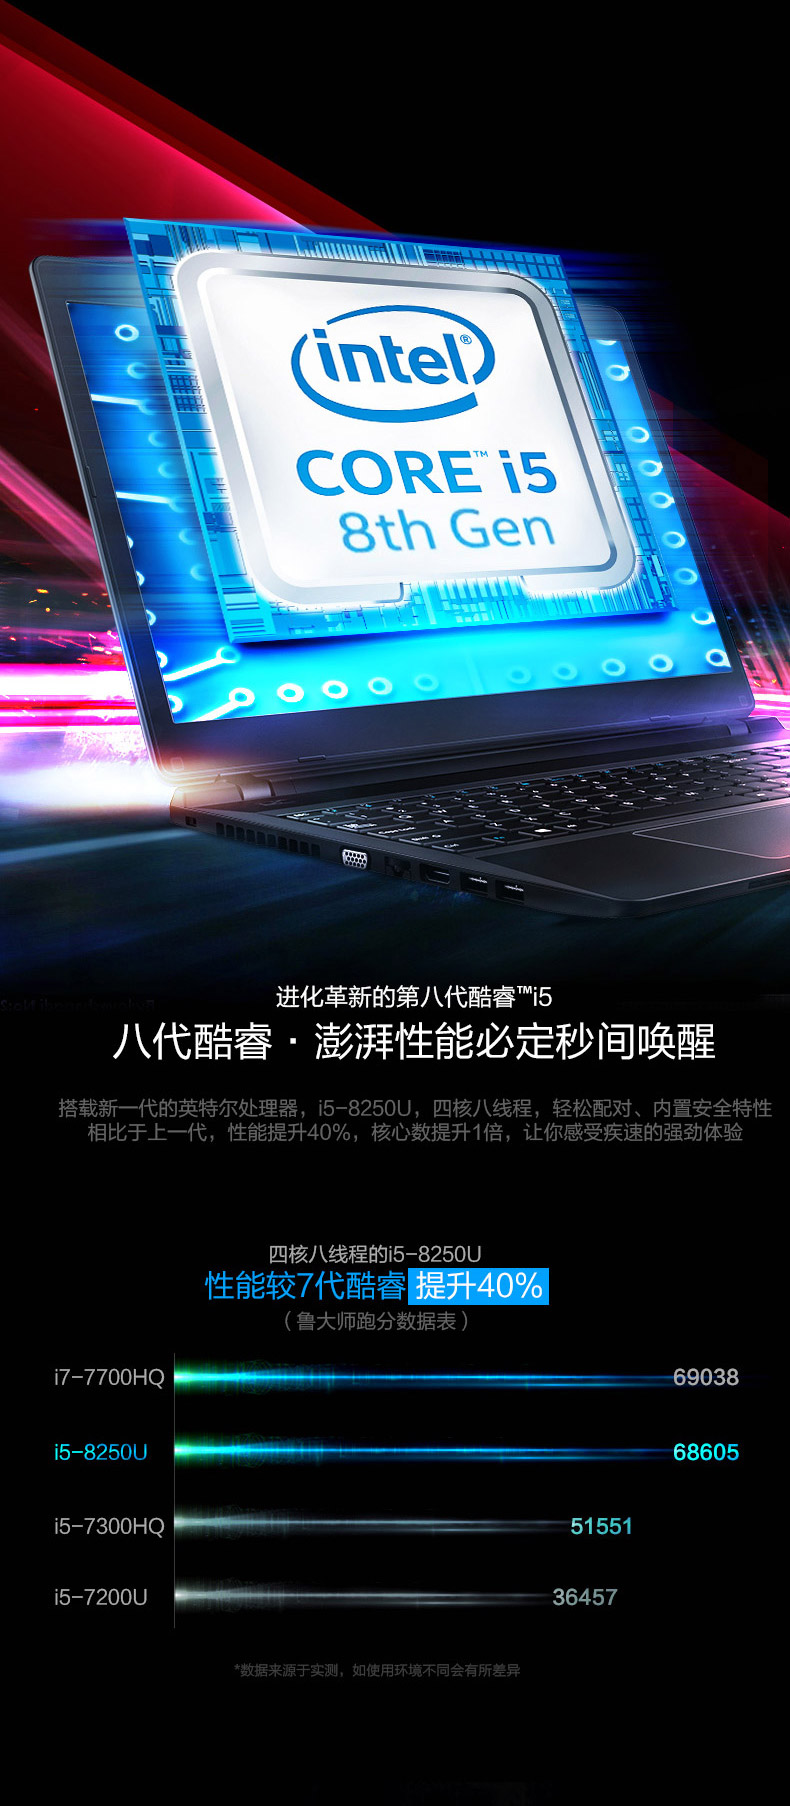 intel®
CORE™ i5
8th Gen
进化革新的第八代酷睿™i5
八代酷睿·澎湃性能必定秒间唤醒
搭载新一代的英特尔处理器，i5-8250U，四核八线程，轻松配对、内置安全特性
相比于上一代，性能提升40%，核心数提升1倍，让你感受疾速的强劲体验
四核八线程的i5-8250U
性能较7代酷睿 提升40%
（鲁大师跑分数据表）
i7-7700HQ 69038
i5-8250U 68605
i5-7300HQ 51551
i5-7200U 36457
*数据来源于实测，如使用环境不同会有所差异